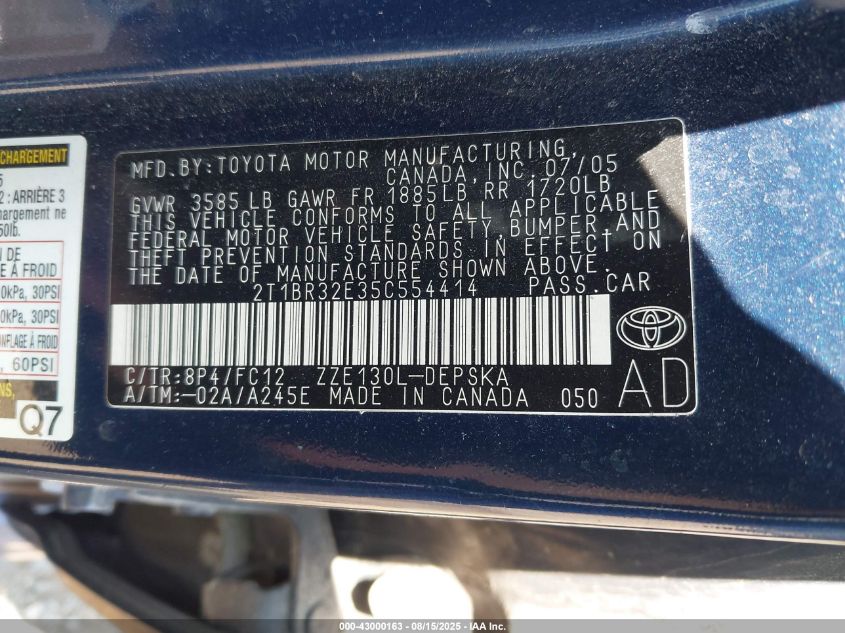 CHARGEMENT
5
2 : ARRIÈRE 3
hargement ne
50lb.
N DE
E À FROID
0kPa, 30PSI
0kPa, 30PSI
ONFLAGE À FROID
, 60PSI
NS,
Q7
MFD. BY: TOYOTA MOTOR MANUFACTURING,
CANADA, INC. 07/05
GVWR 3585 LB GAWR FR 1885LB RR 1720LB
THIS VEHICLE CONFORMS TO ALL APPLICABLE
FEDERAL MOTOR VEHICLE SAFETY, BUMPER, AND
THEFT PREVENTION STANDARDS IN EFFECT ON
THE DATE OF MANUFACTURE SHOWN ABOVE.
2T1BR32E35C554414 PASS. CAR
C/TR: 8P4/FC12 ZZE130L-DEPSKA
A/TM:-02A/A245E MADE IN CANADA 050
AD
000-43000163 - 08/15/2025 - IAA Inc.